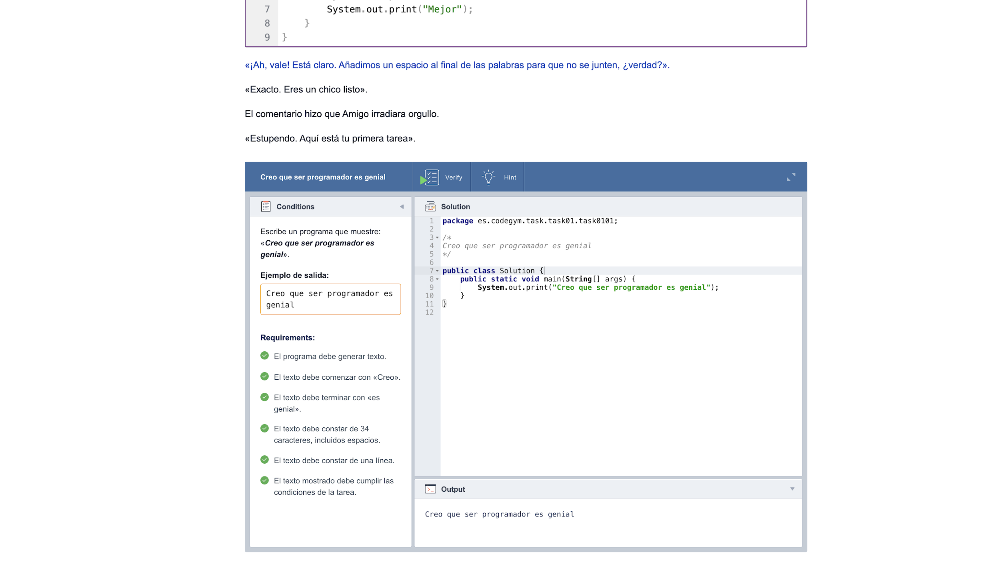 7 System.out.print("Mejor");
8 }
9 }
«¡Ah, vale! Está claro. Añadimos un espacio al final de las palabras para que no se junten, ¿verdad?».
«Exacto. Eres un chico listo».
El comentario hizo que Amigo irradiara orgullo.
«Estupendo. Aquí está tu primera tarea».
Creo que ser programador es genial
Verify
Hint
Conditions
Escribe un programa que muestre:
«Creo que ser programador es
genial».
Ejemplo de salida:
Creo que ser programador es
genial
Requirements:
El programa debe generar texto.
El texto debe comenzar con «Creo».
El texto debe terminar con «es
genial».
El texto debe constar de 34
caracteres, incluidos espacios.
El texto debe constar de una línea.
El texto mostrado debe cumplir las
condiciones de la tarea.
Solution
1 package es.codegym.task.task01.task0101;
2
3 /*
4 Creo que ser programador es genial
5 */
6
7 public class Solution {
8 public static void main(String[] args) {
9 System.out.print("Creo que ser programador es genial");
10 }
11 }
12
Output
Creo que ser programador es genial